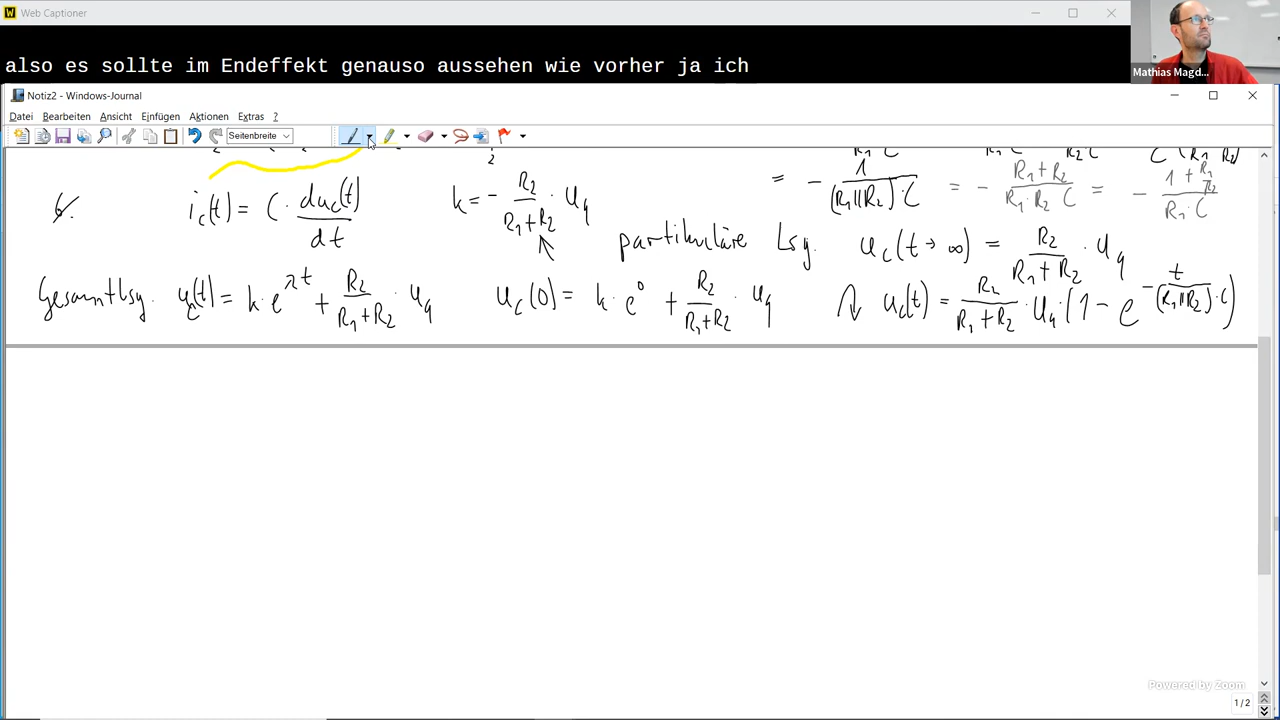 Web Captioner
also es sollte im Endeffekt genauso aussehen wie vorher ja ich
Mathias Magd...
Notiz2 - Windows-Journal
Datei Bearbeiten Ansicht Einfügen Aktionen Extras ?
Seitenbreite
= - 1/((R1||R2)·C) = - (R1+R2)/(R1·R2 C) = - (1 + R1/R2)/(R1·C)
6. ic(t) = C · duc(t)/dt k = - R2/(R1+R2) · Uq
partikuläre Lsg. uc(t→∞) = R2/(R1+R2) · Uq
Gesamtlsg. uc(t) = k·e^λt + R2/(R1+R2) · Uq uc(0) = k·e^0 + R2/(R1+R2) · Uq uc(t) = R2/(R1+R2) · Uq·(1 - e^(-t/((R1||R2)·C)))
Powered by Zoom
1/2